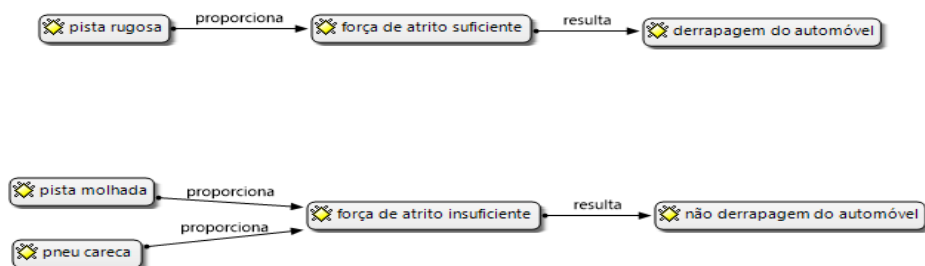 pista rugosa
proporciona
força de atrito suficiente
resulta
derrapagem do automóvel
pista molhada
proporciona
pneu careca
proporciona
força de atrito insuficiente
resulta
não derrapagem do automóvel